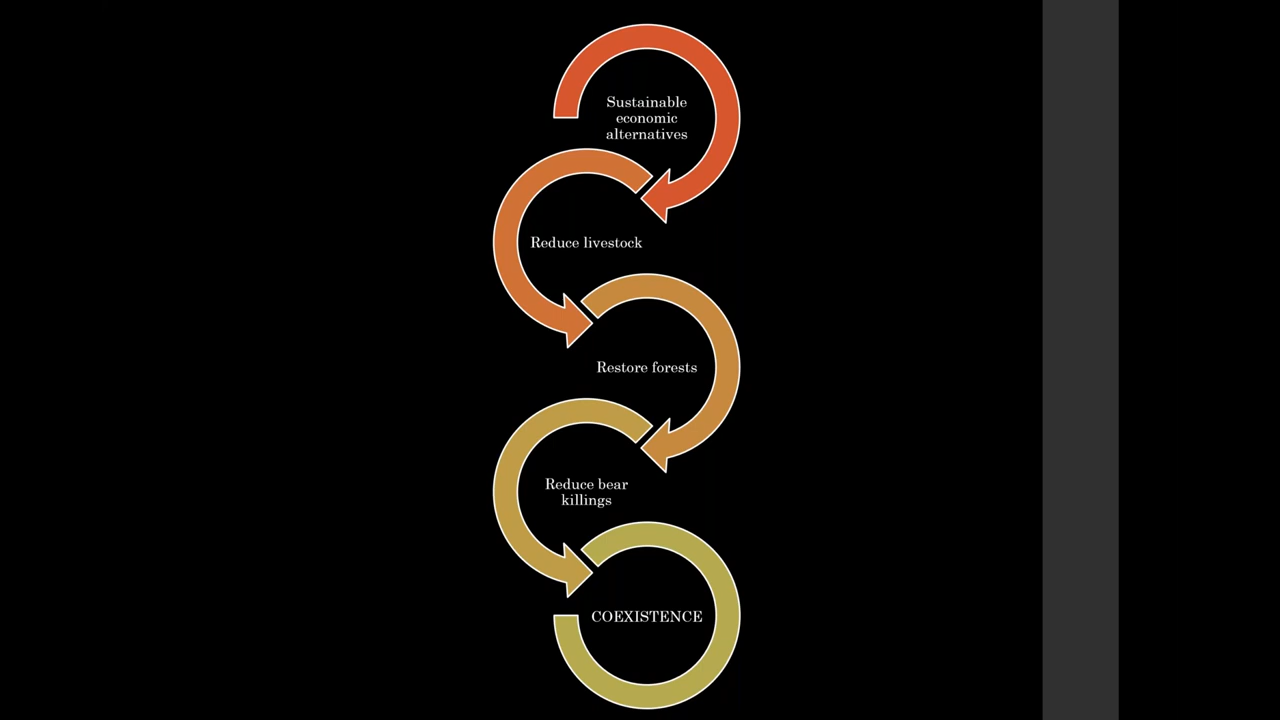 Sustainable
economic
alternatives
Reduce livestock
Restore forests
Reduce bear
killings
COEXISTENCE